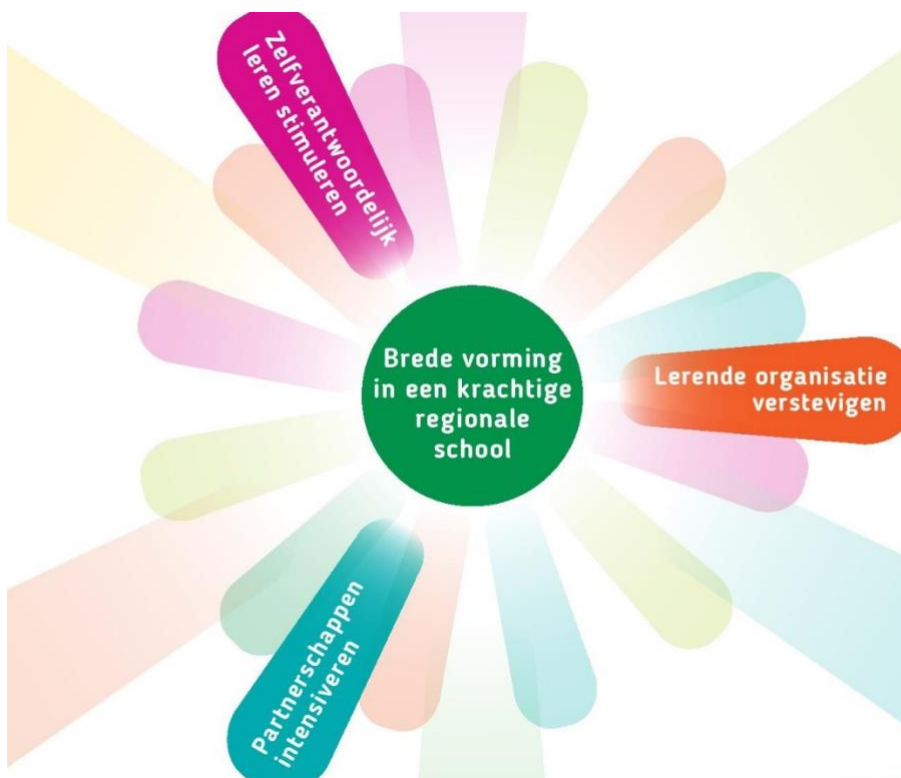 Zelfverantwoordelijk
leren stimuleren
Brede vorming
in een krachtige
regionale
school
Lerende organisatie
verstevigen
Partnerschappen
intensiveren